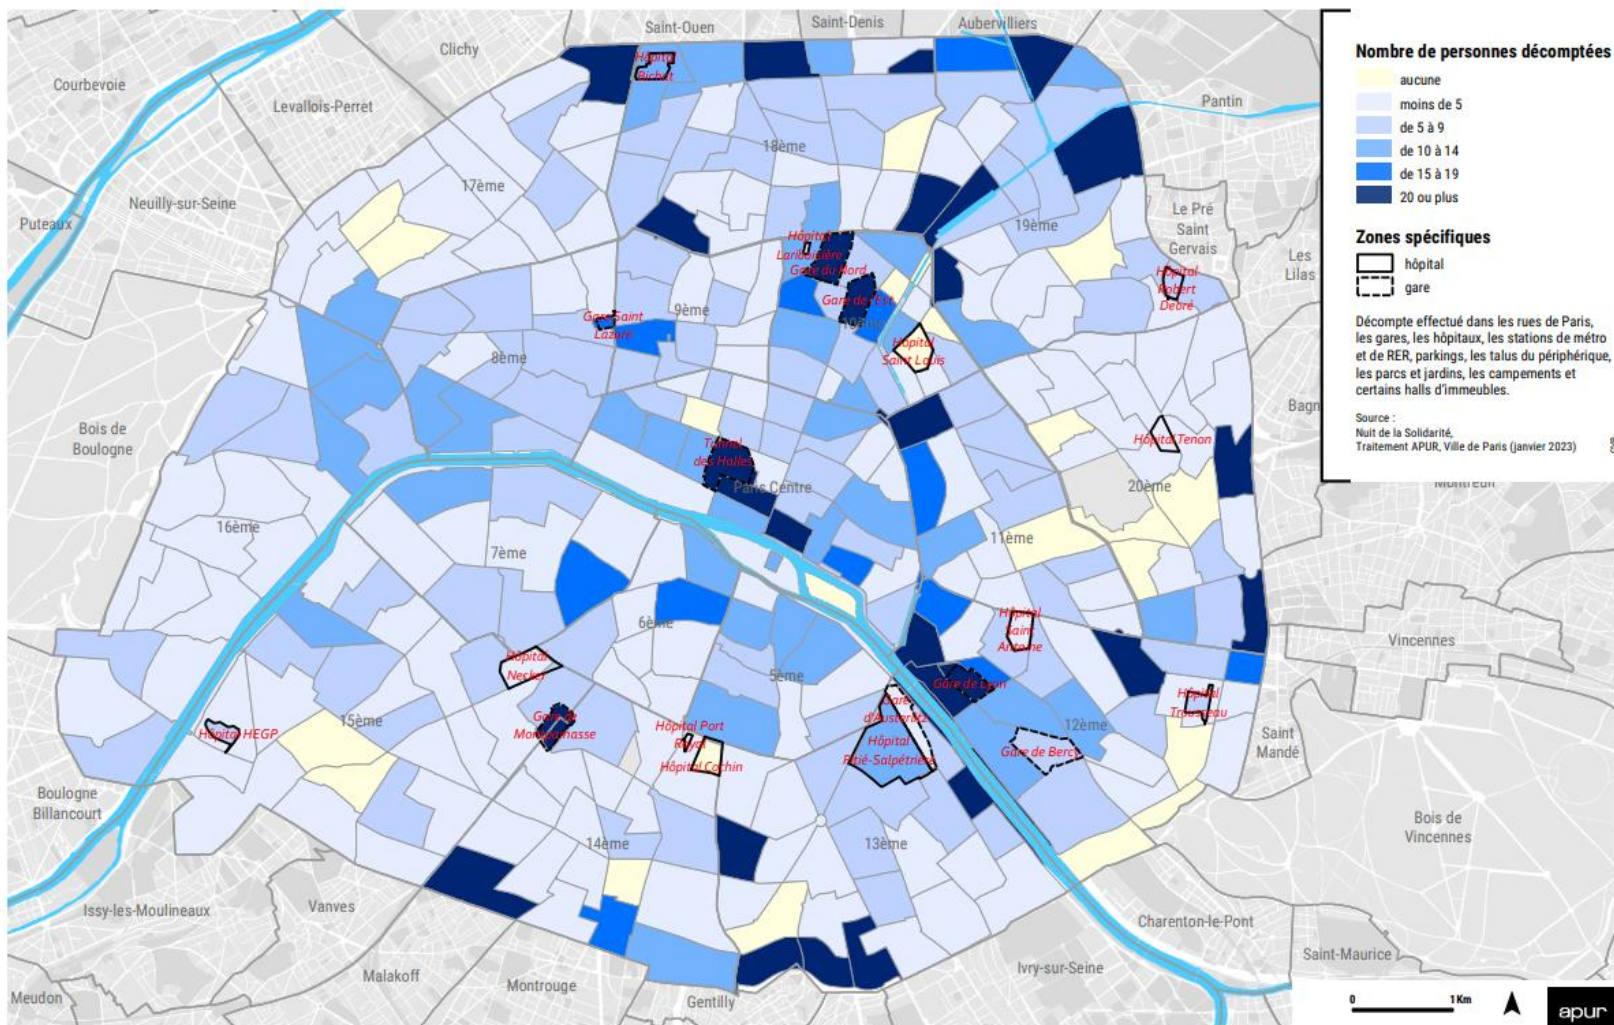 Saint-Ouen
Saint-Denis
Aubervilliers
Clichy
Courbevoie
Levallois-Perret
Pantin
Hôpital
Bichat
18ème
17ème
Neuilly-sur-Seine
Puteaux
Le Pré
Saint
Gervais
19ème
Les
Lilas
Hôpital
Lariboisière
Gare du Nord
Hôpital
Robert
Debré
Gare de l'Est
10ème
9ème
Gare Saint
Lazare
8ème
Hôpital
Saint Louis
Bois de
Boulogne
Bagn
Hôpital Tenon
Tunnel
des Halles
Paris Centre
20ème
Montreuil
16ème
7ème
11ème
6ème
Hôpital
Saint
Antoine
Vincennes
Hôpital
Necker
5ème
Gare de Lyon
Gare
d'Austerlitz
Hôpital
Pitié-Salpétrière
12ème
Gare de Bercy
Hôpital
Trousseau
Saint
Mandé
15ème
Hôpital HEGP
Gare de
Montparnasse
Hôpital Port
Royal
Hôpital Cochin
Boulogne
Billancourt
14ème
13ème
Bois de
Vincennes
Issy-les-Moulineaux
Vanves
Charenton-le-Pont
Malakoff
Montrouge
Ivry-sur-Seine
Saint-Maurice
Meudon
Gentilly
Nombre de personnes décomptées
aucune
moins de 5
de 5 à 9
de 10 à 14
de 15 à 19
20 ou plus
Zones spécifiques
hôpital
gare
Décompte effectué dans les rues de Paris,
les gares, les hôpitaux, les stations de métro
et de RER, parkings, les talus du périphérique,
les parcs et jardins, les campements et
certains halls d'immeubles.
Source :
Nuit de la Solidarité,
Traitement APUR, Ville de Paris (janvier 2023)
0 1 Km
apur